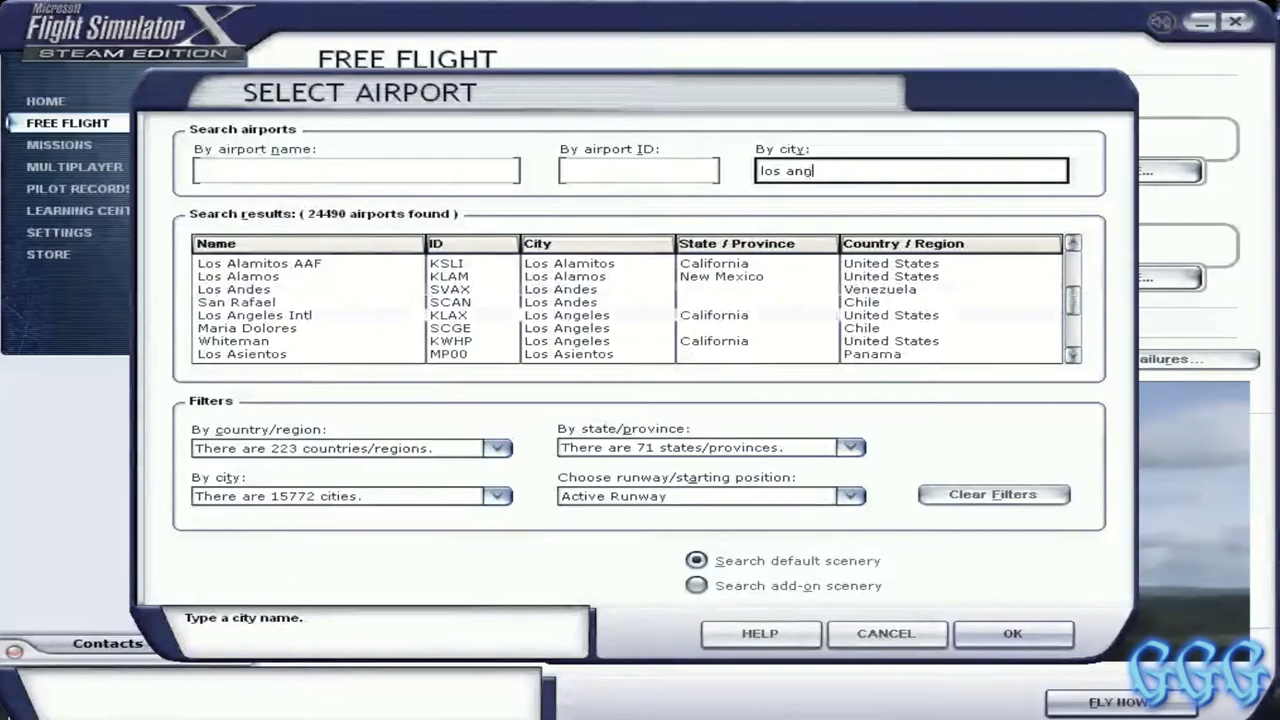 Microsoft
Flight Simulator X
STEAM EDITION
FREE FLIGHT
SELECT AIRPORT
HOME
FREE FLIGHT
MISSIONS
MULTIPLAYER
PILOT RECORDS
LEARNING CENT
SETTINGS
STORE
Search airports
By airport name: By airport ID: By city:
los ang
Search results: ( 24490 airports found )
Name ID City State / Province Country / Region
Los Alamitos AAF KSLI Los Alamitos California United States
Los Alamos KLAM Los Alamos New Mexico United States
Los Andes SVAX Los Andes Venezuela
San Rafael SCAN Los Andes Chile
Los Angeles Intl KLAX Los Angeles California United States
Maria Dolores SCGE Los Angeles Chile
Whiteman KWHP Los Angeles California United States
Los Asientos MP00 Los Asientos Panama
Filters
By country/region: By state/province:
There are 223 countries/regions. There are 71 states/provinces.
By city: Choose runway/starting position:
There are 15772 cities. Active Runway Clear Filters
Search default scenery
Search add-on scenery
Type a city name.
HELP CANCEL OK
E...
E...
ailures...
Contacts
FLY NOW
GGG